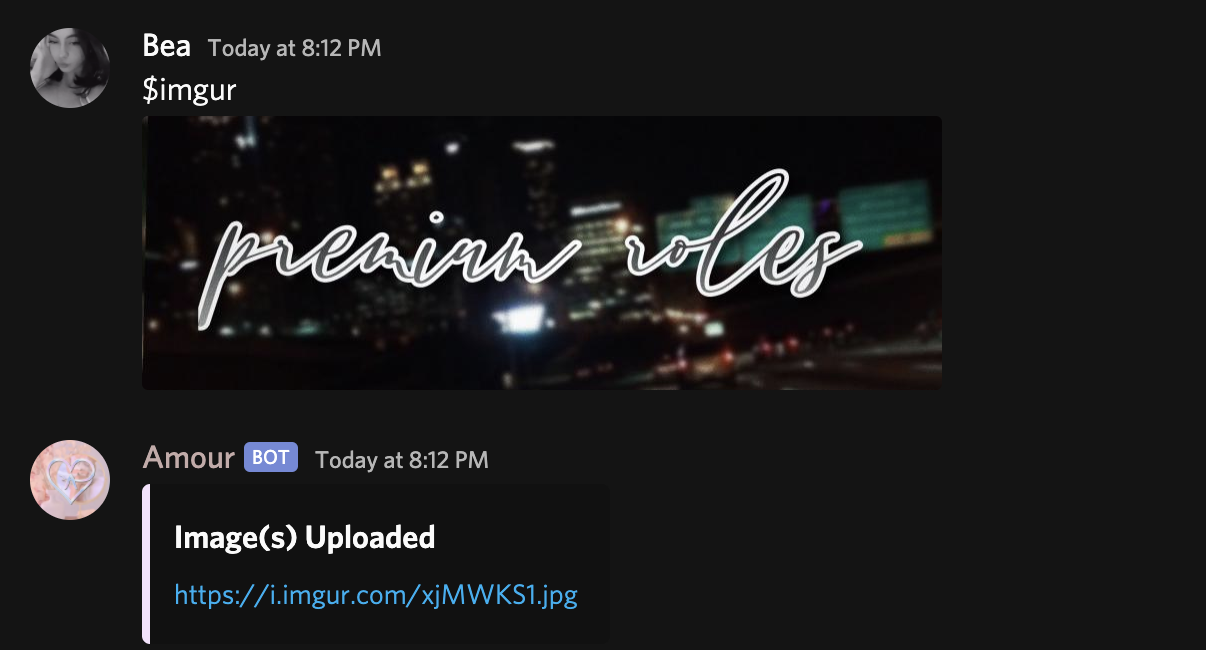 Bea Today at 8:12 PM
$imgur
premium roles
Amour BOT Today at 8:12 PM
Image(s) Uploaded
https://i.imgur.com/xjMWKS1.jpg